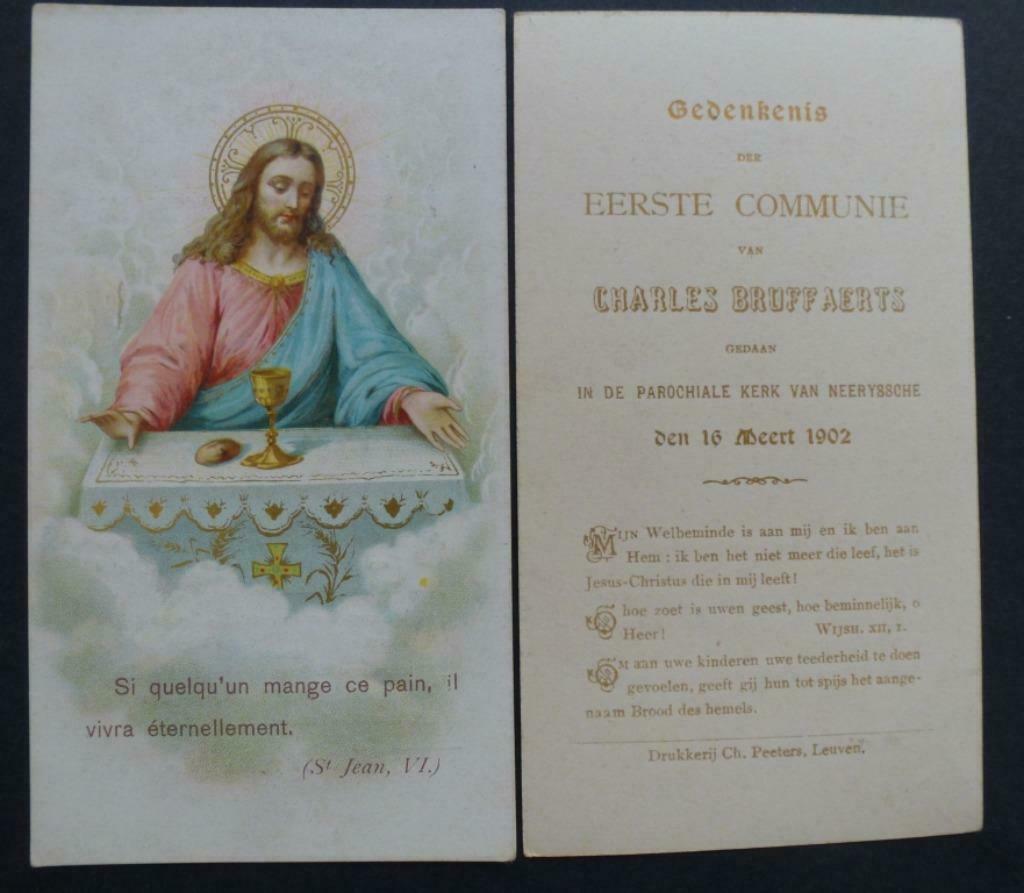 Si quelqu'un mange ce pain, il
vivra éternellement.
(St Jean, VI.)
Gedenkenis
DER
EERSTE COMMUNIE
VAN
CHARLES BRUFFAERTS
GEDAAN
IN DE PAROCHIALE KERK VAN NEERYSSCHE
den 16 Meert 1902
MIJN Welbeminde is aan mij en ik ben aan
Hem : ik ben het niet meer die leef, het is
Jesus-Christus die in mij leeft!
O hoe zoet is uwen geest, hoe beminnelijk, o
Heer! WIJSH. XII, 1.
OM aan uwe kinderen uwe teederheid te doen
gevoelen, geeft gij hun tot spijs het aange-
naam Brood des hemels.
Drukkerij Ch. Peeters, Leuven.